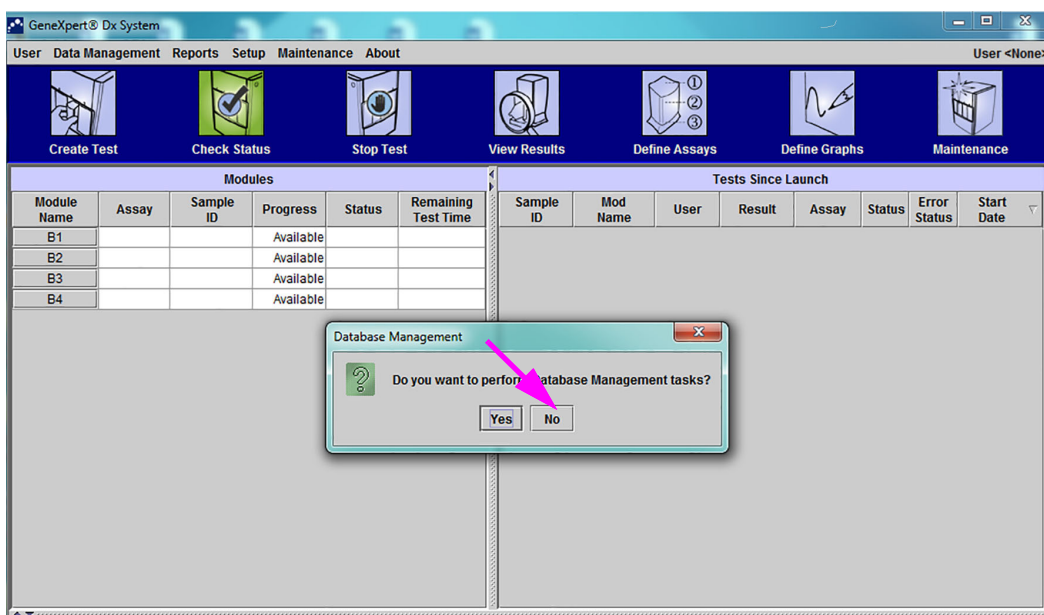 GeneXpert® Dx System
User Data Management Reports Setup Maintenance About User <None>
Create Test Check Status Stop Test View Results Define Assays Define Graphs Maintenance
① ② ③
Modules
Module Name Assay Sample ID Progress Status Remaining Test Time
B1 Available
B2 Available
B3 Available
B4 Available
Tests Since Launch
Sample ID Mod Name User Result Assay Status Error Status Start Date
Database Management
Do you want to perform Database Management tasks?
Yes No